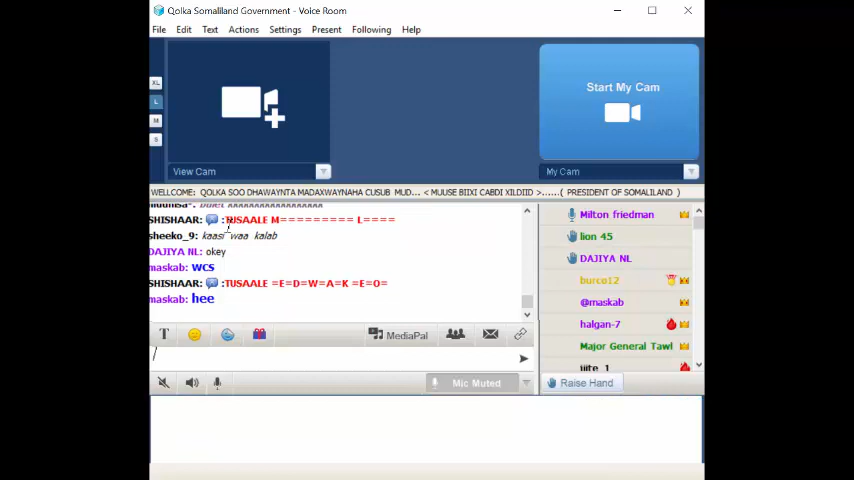 Qolka Somaliland Government - Voice Room
File Edit Text Actions Settings Present Following Help
XL
L
M
S
View Cam
Start My Cam
My Cam
WELLCOME: QOLKA SOO DHAWAYNTA MADAXWAYNAHA CUSUB MUD... < MUUSE BIIXI CABDI XILDIID >......( PRESIDENT OF SOMALILAND )
SHISHAAR: :TUSAALE M========= L====
sheeko_9: kaasi waa kalab
DAJIYA NL: okey
maskab: WCS
SHISHAAR: :TUSAALE =E=D=W=A=K =E=O=
maskab: hee
T MediaPal
Mic Muted
Milton friedman
lion 45
DAJIYA NL
burco12
@maskab
halgan-7
Major General Tawl
Raise Hand